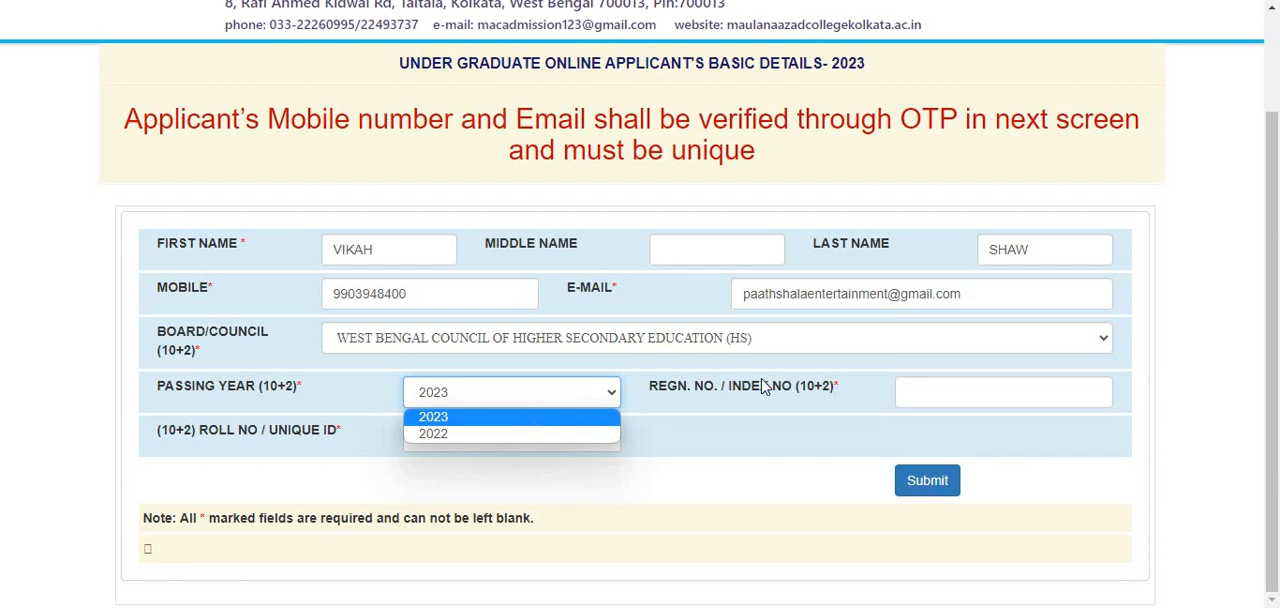 8, Rafi Ahmed Kidwai Rd, Taltala, Kolkata, West Bengal 700013, Pin:700013
phone: 033-22260995/22493737 e-mail: macadmission123@gmail.com website: maulanaazadcollegekolkata.ac.in
UNDER GRADUATE ONLINE APPLICANT'S BASIC DETAILS- 2023
Applicant’s Mobile number and Email shall be verified through OTP in next screen
and must be unique
FIRST NAME * VIKAH MIDDLE NAME LAST NAME SHAW
MOBILE* 9903948400 E-MAIL* paathshalaentertainment@gmail.com
BOARD/COUNCIL
(10+2)* WEST BENGAL COUNCIL OF HIGHER SECONDARY EDUCATION (HS)
PASSING YEAR (10+2)* 2023 REGN. NO. / INDEX NO (10+2)*
2023
2022
(10+2) ROLL NO / UNIQUE ID*
Submit
Note: All * marked fields are required and can not be left blank.